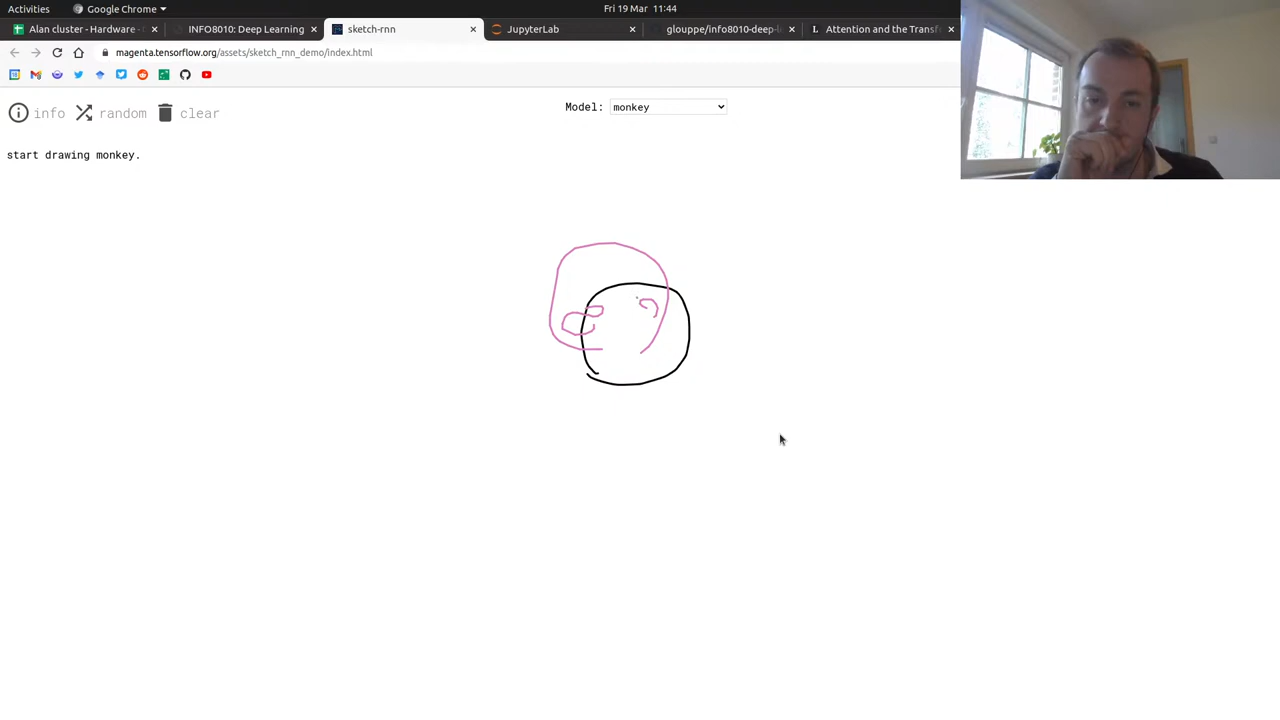 Activities
Google Chrome
Fri 19 Mar 11:44
Alan cluster - Hardware -
INFO8010: Deep Learning
sketch-rnn
JupyterLab
glouppe/info8010-deep-l
Attention and the Transf
magenta.tensorflow.org/assets/sketch_rnn_demo/index.html
info
random
clear
Model: monkey
start drawing monkey.